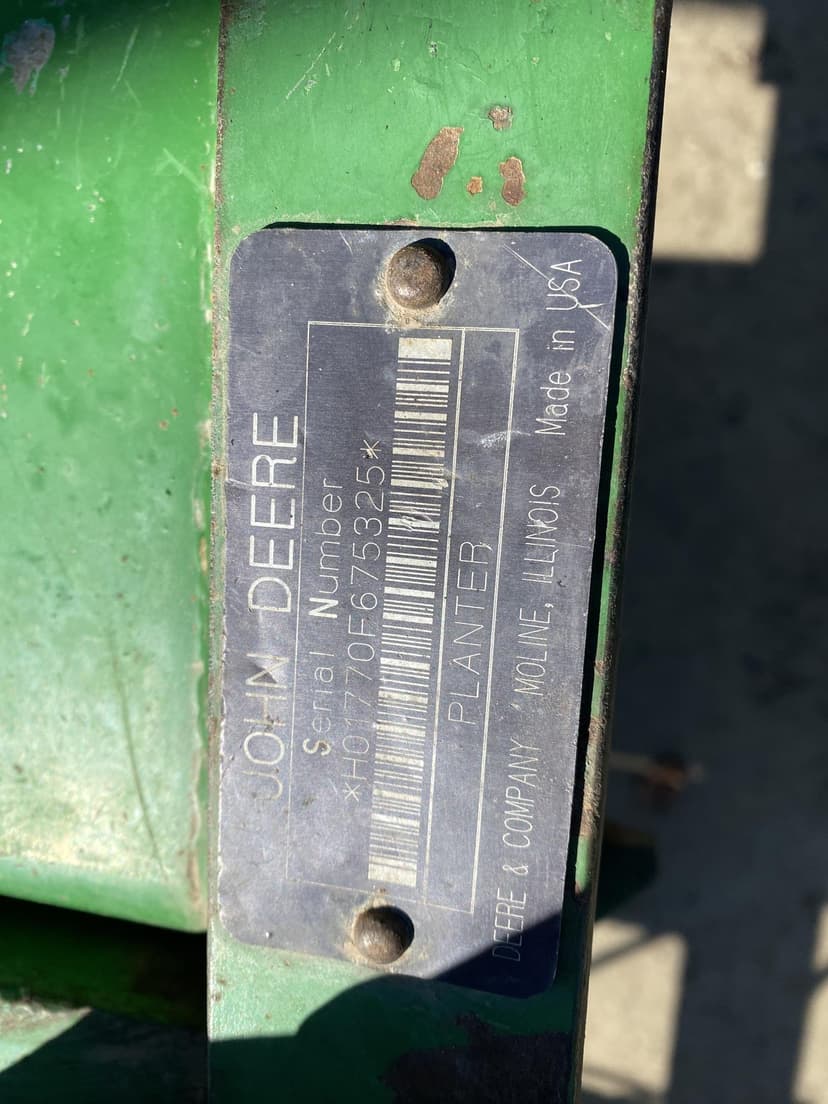 JOHN DEERE
Serial Number
*H01770F675325*
PLANTER
DEERE & COMPANY MOLINE, ILLINOIS Made in USA